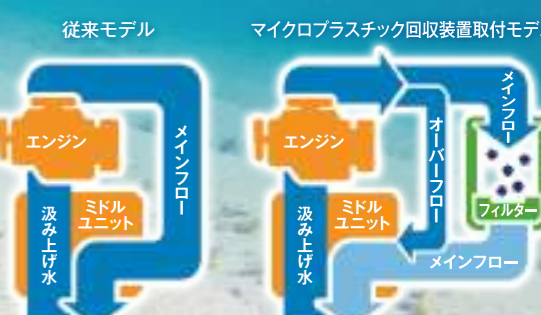 従来モデル
エンジン
メインフロー
汲み上げ水
ミドル
ユニット
マイクロプラスチック回収装置取付モデ
エンジン
メインフロー
オーバーフロー
汲み上げ水
ミドル
ユニット
フィルター
メインフロー